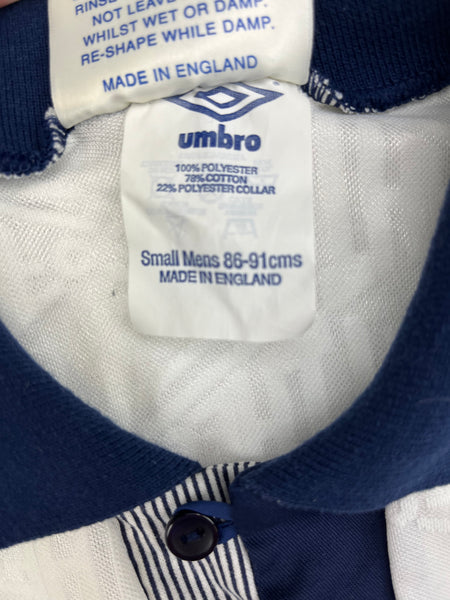 RINSE
NOT LEAVE
WHILST WET OR DAMP.
RE-SHAPE WHILE DAMP.
MADE IN ENGLAND
umbro
100% POLYESTER
78% COTTON
22% POLYESTER COLLAR
Small Mens 86-91cms
MADE IN ENGLAND